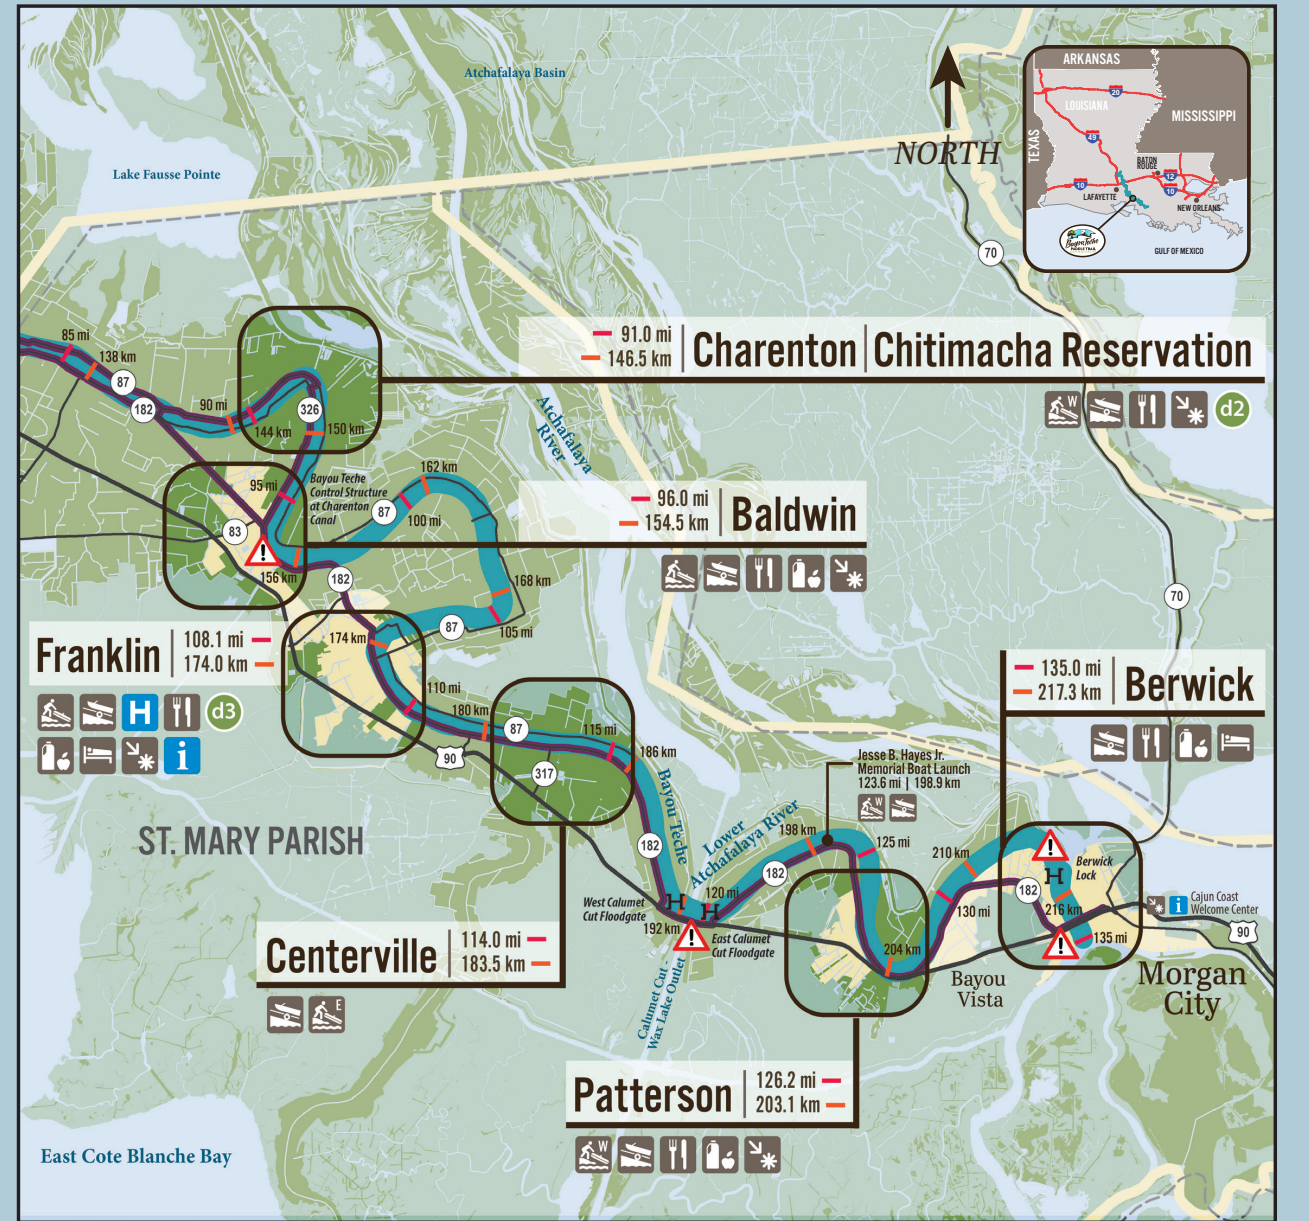 Atchafalaya Basin
Lake Fausse Pointe
NORTH
ARKANSAS
LOUISIANA
MISSISSIPPI
TEXAS
20
49
BATON
ROUGE
12
10
10
LAFAYETTE
NEW ORLEANS
GULF OF MEXICO
Bayou Teche
PADDLE TRAIL
70
85 mi
138 km
87
182
90 mi
144 km
326
150 km
91.0 mi
146.5 km
Charenton | Chitimacha Reservation
W
d2
Atchafalaya
River
95 mi
Bayou Teche
Control Structure
at Charenton
Canal
83
156 km
87
162 km
100 mi
96.0 mi
154.5 km
Baldwin
182
168 km
105 mi
87
70
174 km
Franklin
108.1 mi
174.0 km
H
d3
i
110 mi
180 km
87
115 mi
186 km
317
90
135.0 mi
217.3 km
Berwick
Jesse B. Hayes Jr.
Memorial Boat Launch
123.6 mi | 198.9 km
W
ST. MARY PARISH
Bayou Teche
Lower
Atchafalaya River
198 km
125 mi
182
182
120 mi
West Calumet
Cut Floodgate
192 km
East Calumet
Cut Floodgate
Calumet Cut -
Wax Lake Outlet
210 km
130 mi
204 km
Bayou
Vista
Berwick
Lock
182
216 km
135 mi
i
Cajun Coast
Welcome Center
90
Morgan
City
Centerville
114.0 mi
183.5 km
E
Patterson
126.2 mi
203.1 km
W
East Cote Blanche Bay